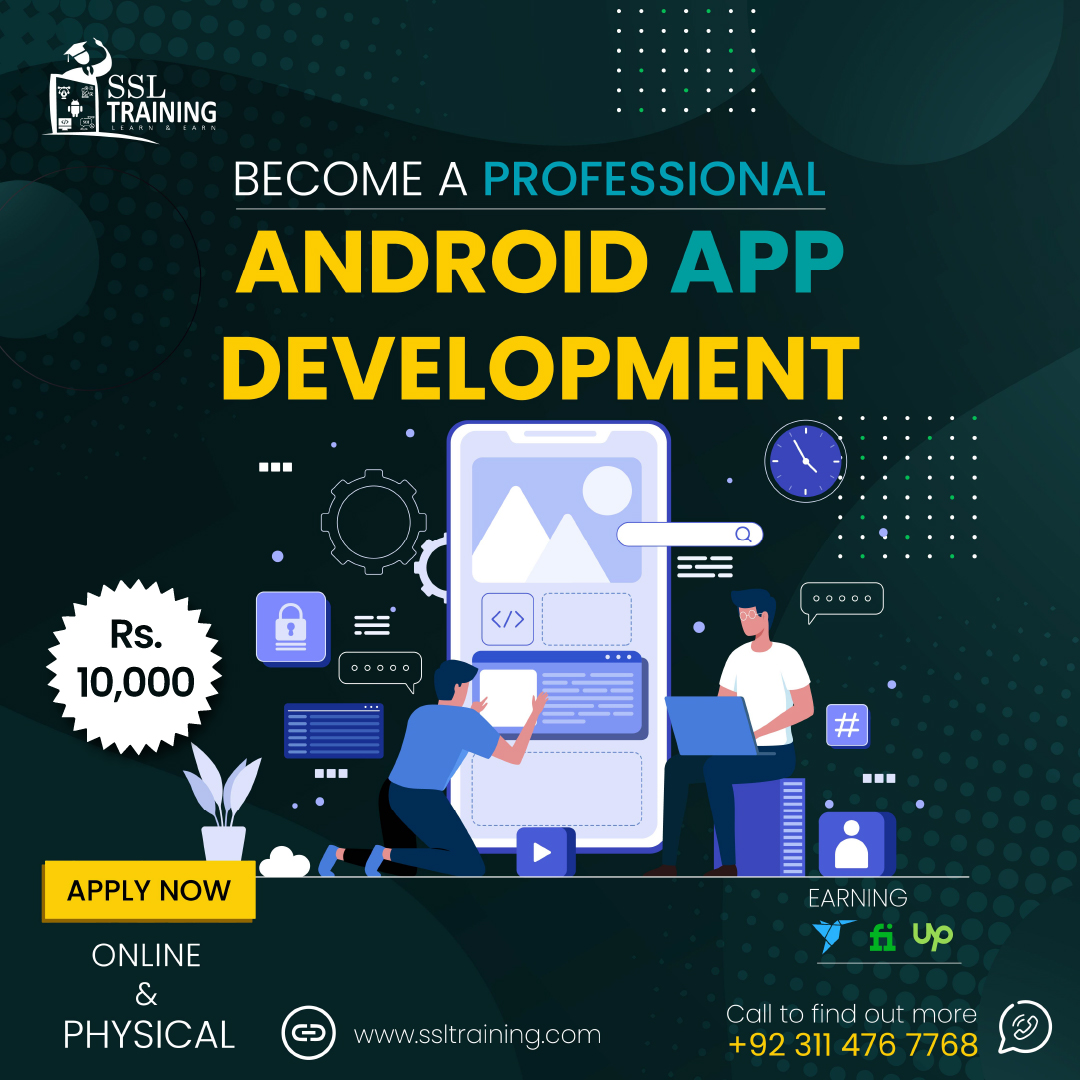 SSL
TRAINING
LEARN & EARN
BECOME A PROFESSIONAL
ANDROID APP
DEVELOPMENT
</>
Rs.
10,000
#
APPLY NOW
ONLINE
&
PHYSICAL
EARNING
fi up
www.ssltraining.com
Call to find out more
+92 311 476 7768